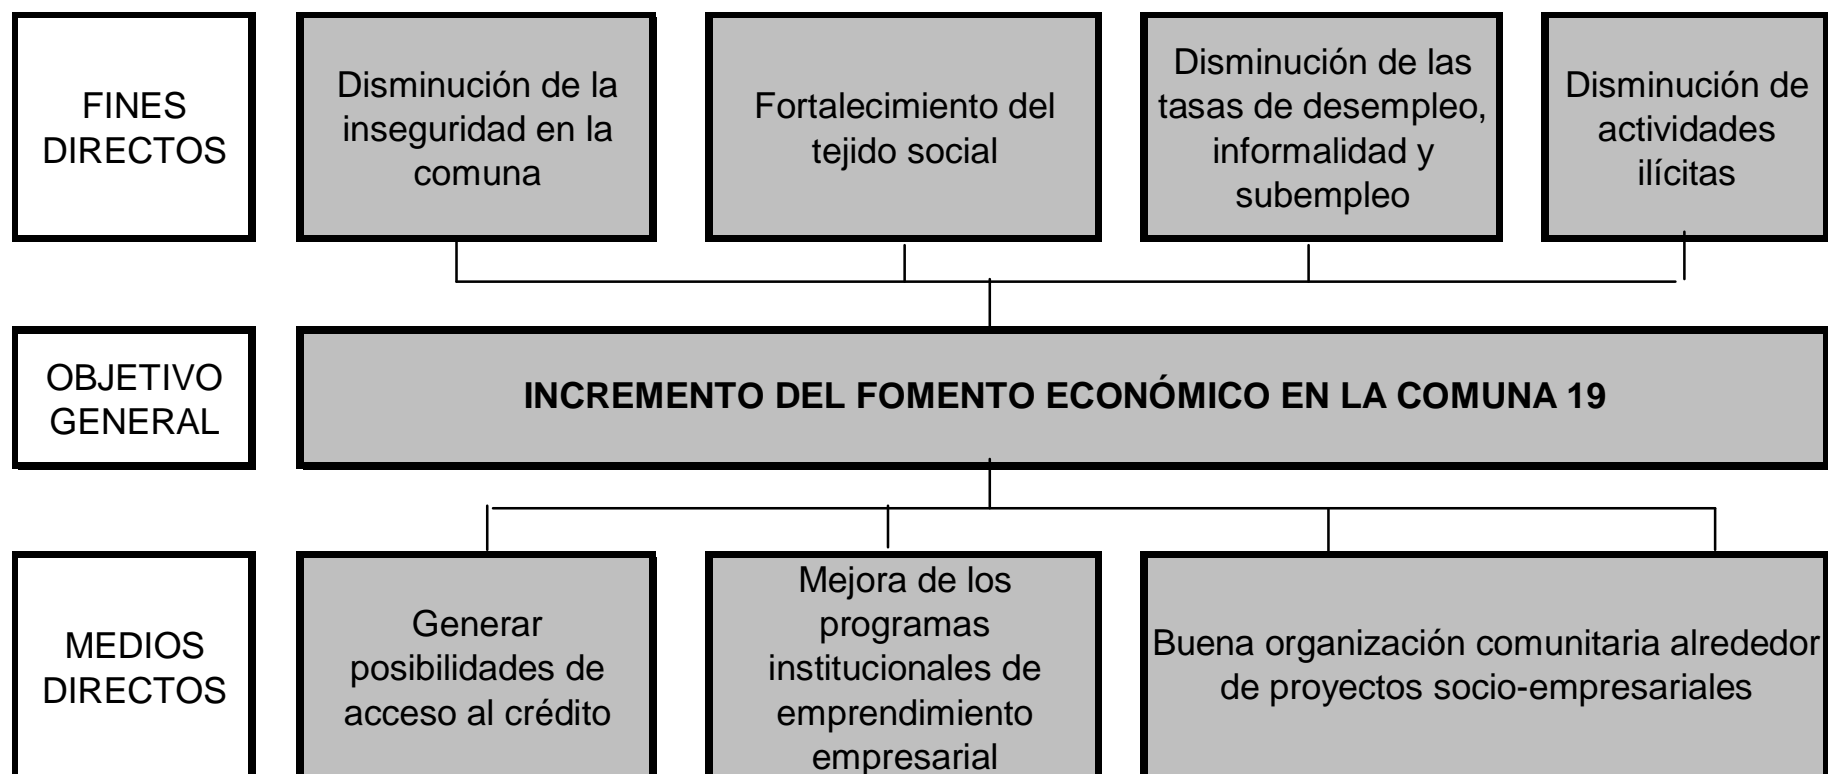 FINES
DIRECTOS
Disminución de la
inseguridad en la
comuna
Fortalecimiento del
tejido social
Disminución de las
tasas de desempleo,
informalidad y
subempleo
Disminución de
actividades
ilícitas
OBJETIVO
GENERAL
INCREMENTO DEL FOMENTO ECONÓMICO EN LA COMUNA 19
MEDIOS
DIRECTOS
Generar
posibilidades de
acceso al crédito
Mejora de los
programas
institucionales de
emprendimiento
empresarial
Buena organización comunitaria alrededor
de proyectos socio-empresariales